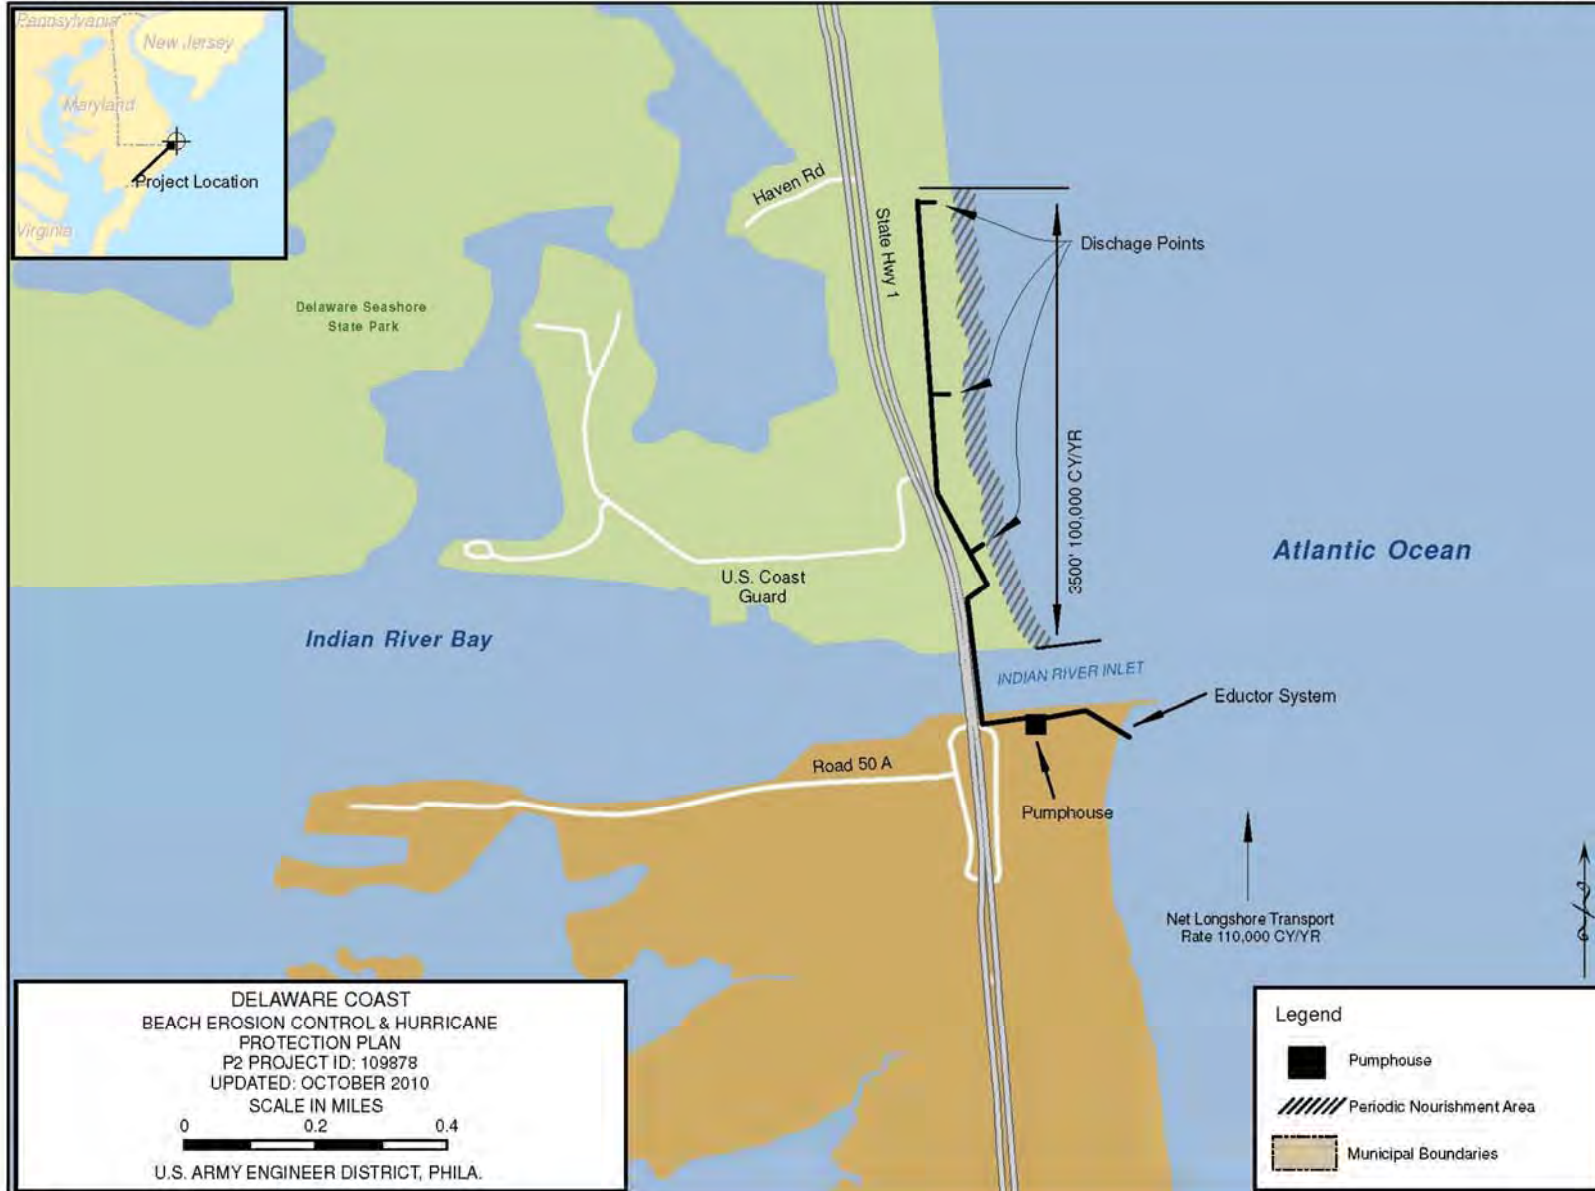 Pennsylvania
New Jersey
Maryland
Project Location
Virginia
Haven Rd
State Hwy 1
Dischage Points
Delaware Seashore
State Park
3500' 100,000 CY/YR
Atlantic Ocean
U.S. Coast
Guard
Indian River Bay
INDIAN RIVER INLET
Eductor System
Road 50 A
Pumphouse
Net Longshore Transport
Rate 110,000 CY/YR
DELAWARE COAST
BEACH EROSION CONTROL & HURRICANE
PROTECTION PLAN
P2 PROJECT ID: 109878
UPDATED: OCTOBER 2010
SCALE IN MILES
0 0.2 0.4
U.S. ARMY ENGINEER DISTRICT, PHILA.
Legend
Pumphouse
Periodic Nourishment Area
Municipal Boundaries